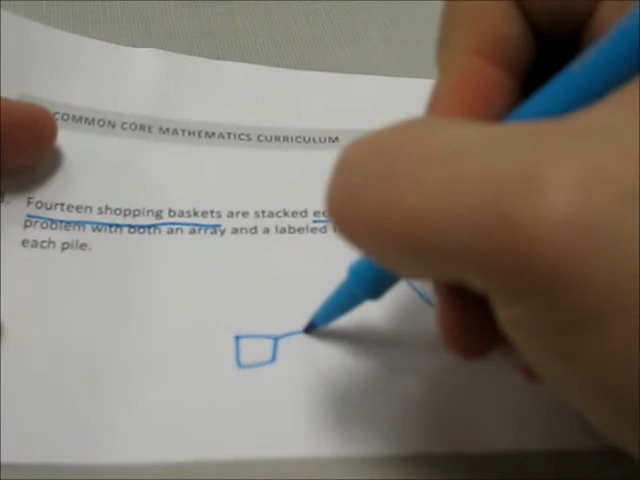 COMMON CORE MATHEMATICS CURRICULUM
Fourteen shopping baskets are stacked
problem with both an array and a labeled
each pile.